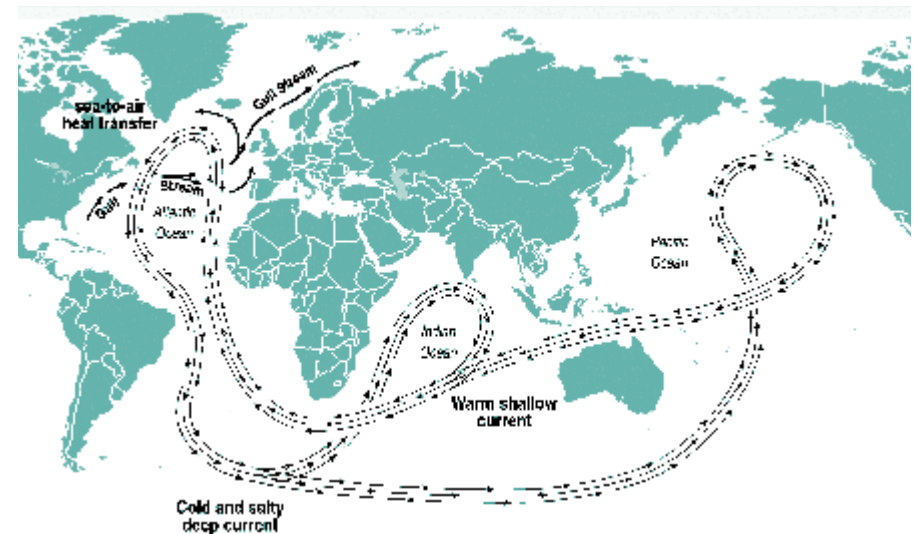 sea-to-air
heat transfer
Gulf Stream
Gulf
Stream
Atlantic
Ocean
Pacific
Ocean
Indian
Ocean
Warm shallow
current
Cold and salty
deep current